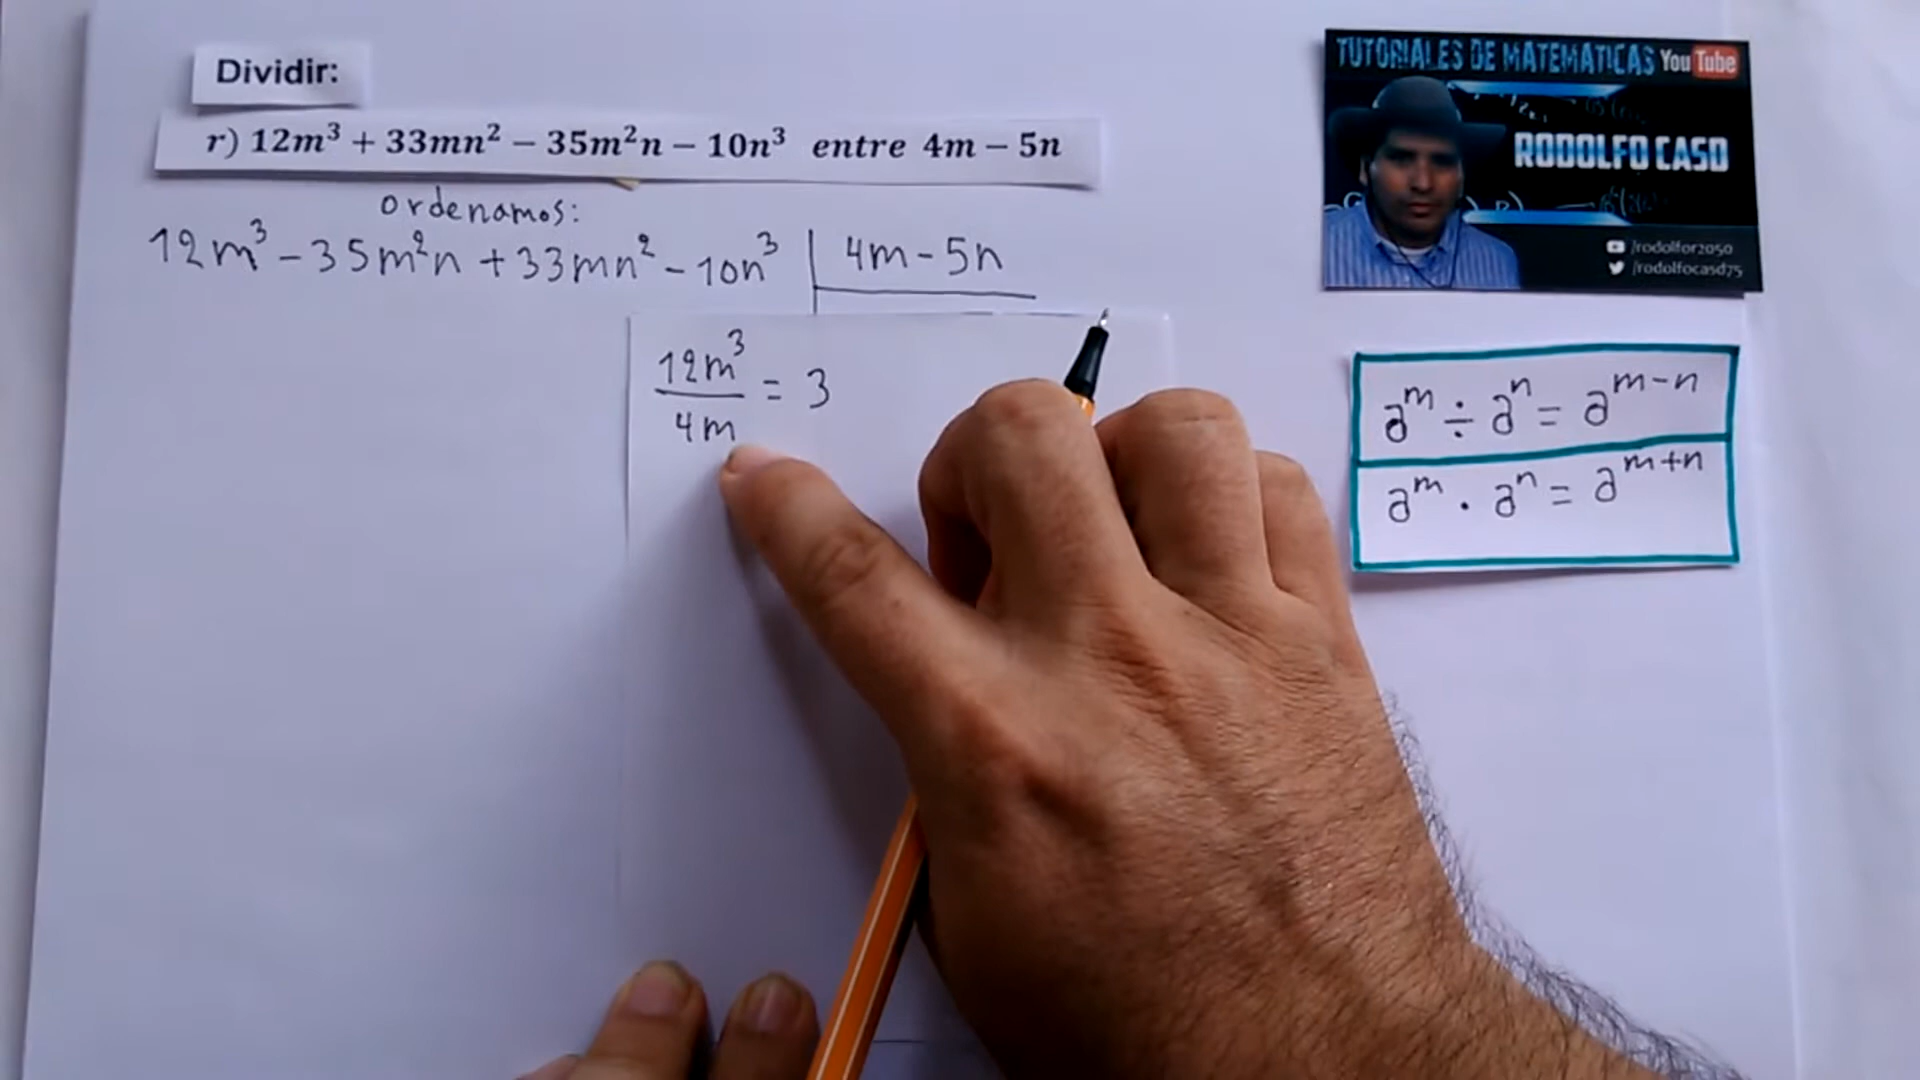 Dividir:
r) 12m³ + 33mn² − 35m²n − 10n³ entre 4m − 5n
ordenamos:
12m³ - 35m²n + 33mn² - 10n³ | 4m - 5n
12m³
4m
= 3
TUTORIALES DE MATEMATICAS YouTube
RODOLFO CASD
/rodolfor2050
/rodolfocasd75
aᵐ ÷ aⁿ = aᵐ⁻ⁿ
aᵐ · aⁿ = aᵐ⁺ⁿ